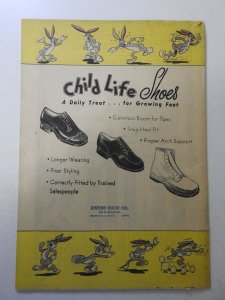 Child Life Shoes
A Daily Treat . . . for Growing Feet
• Generous Room for Toes
• Snug Heel Fit
• Proper Arch Support
• Longer Wearing
• Finer Styling
• Correctly Fitted by Trained
Salespeople